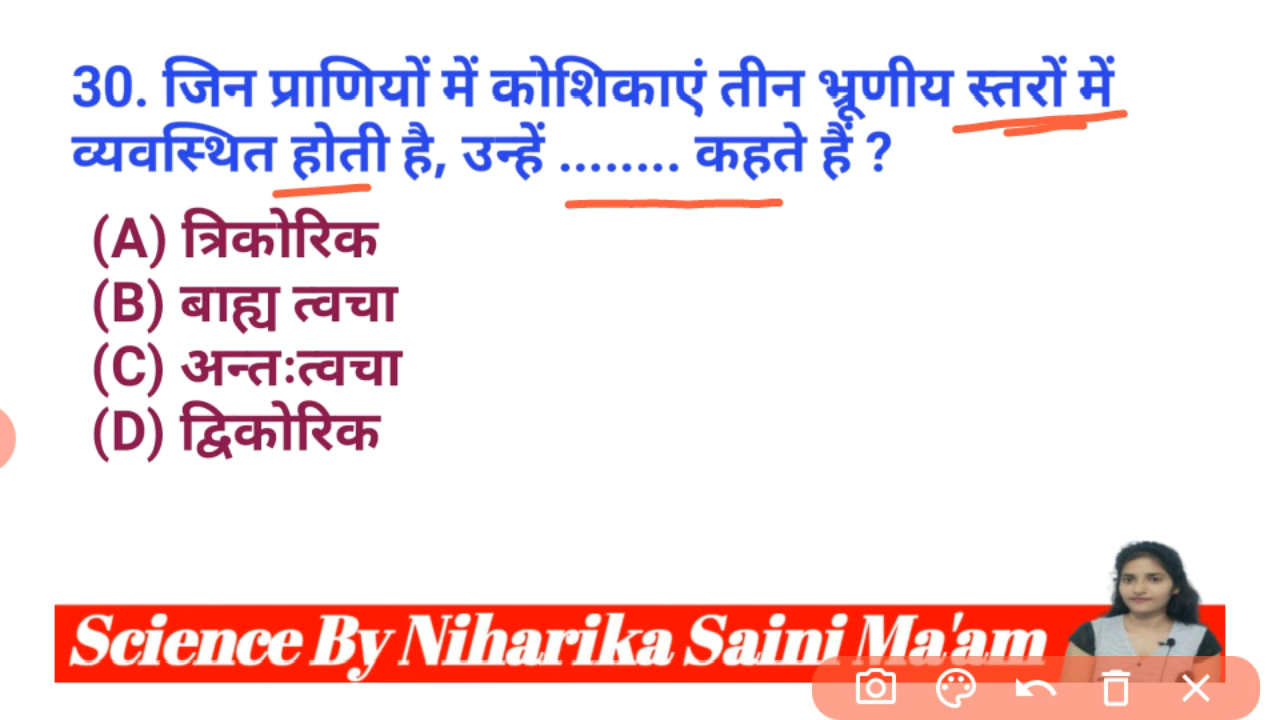 30. जिन प्राणियों में कोशिकाएं तीन भ्रूणीय स्तरों में
व्यवस्थित होती है, उन्हें ........ कहते हैं ?
(A) त्रिकोरिक
(B) बाह्य त्वचा
(C) अन्तःत्वचा
(D) द्विकोरिक
Science By Niharika Saini Ma'am